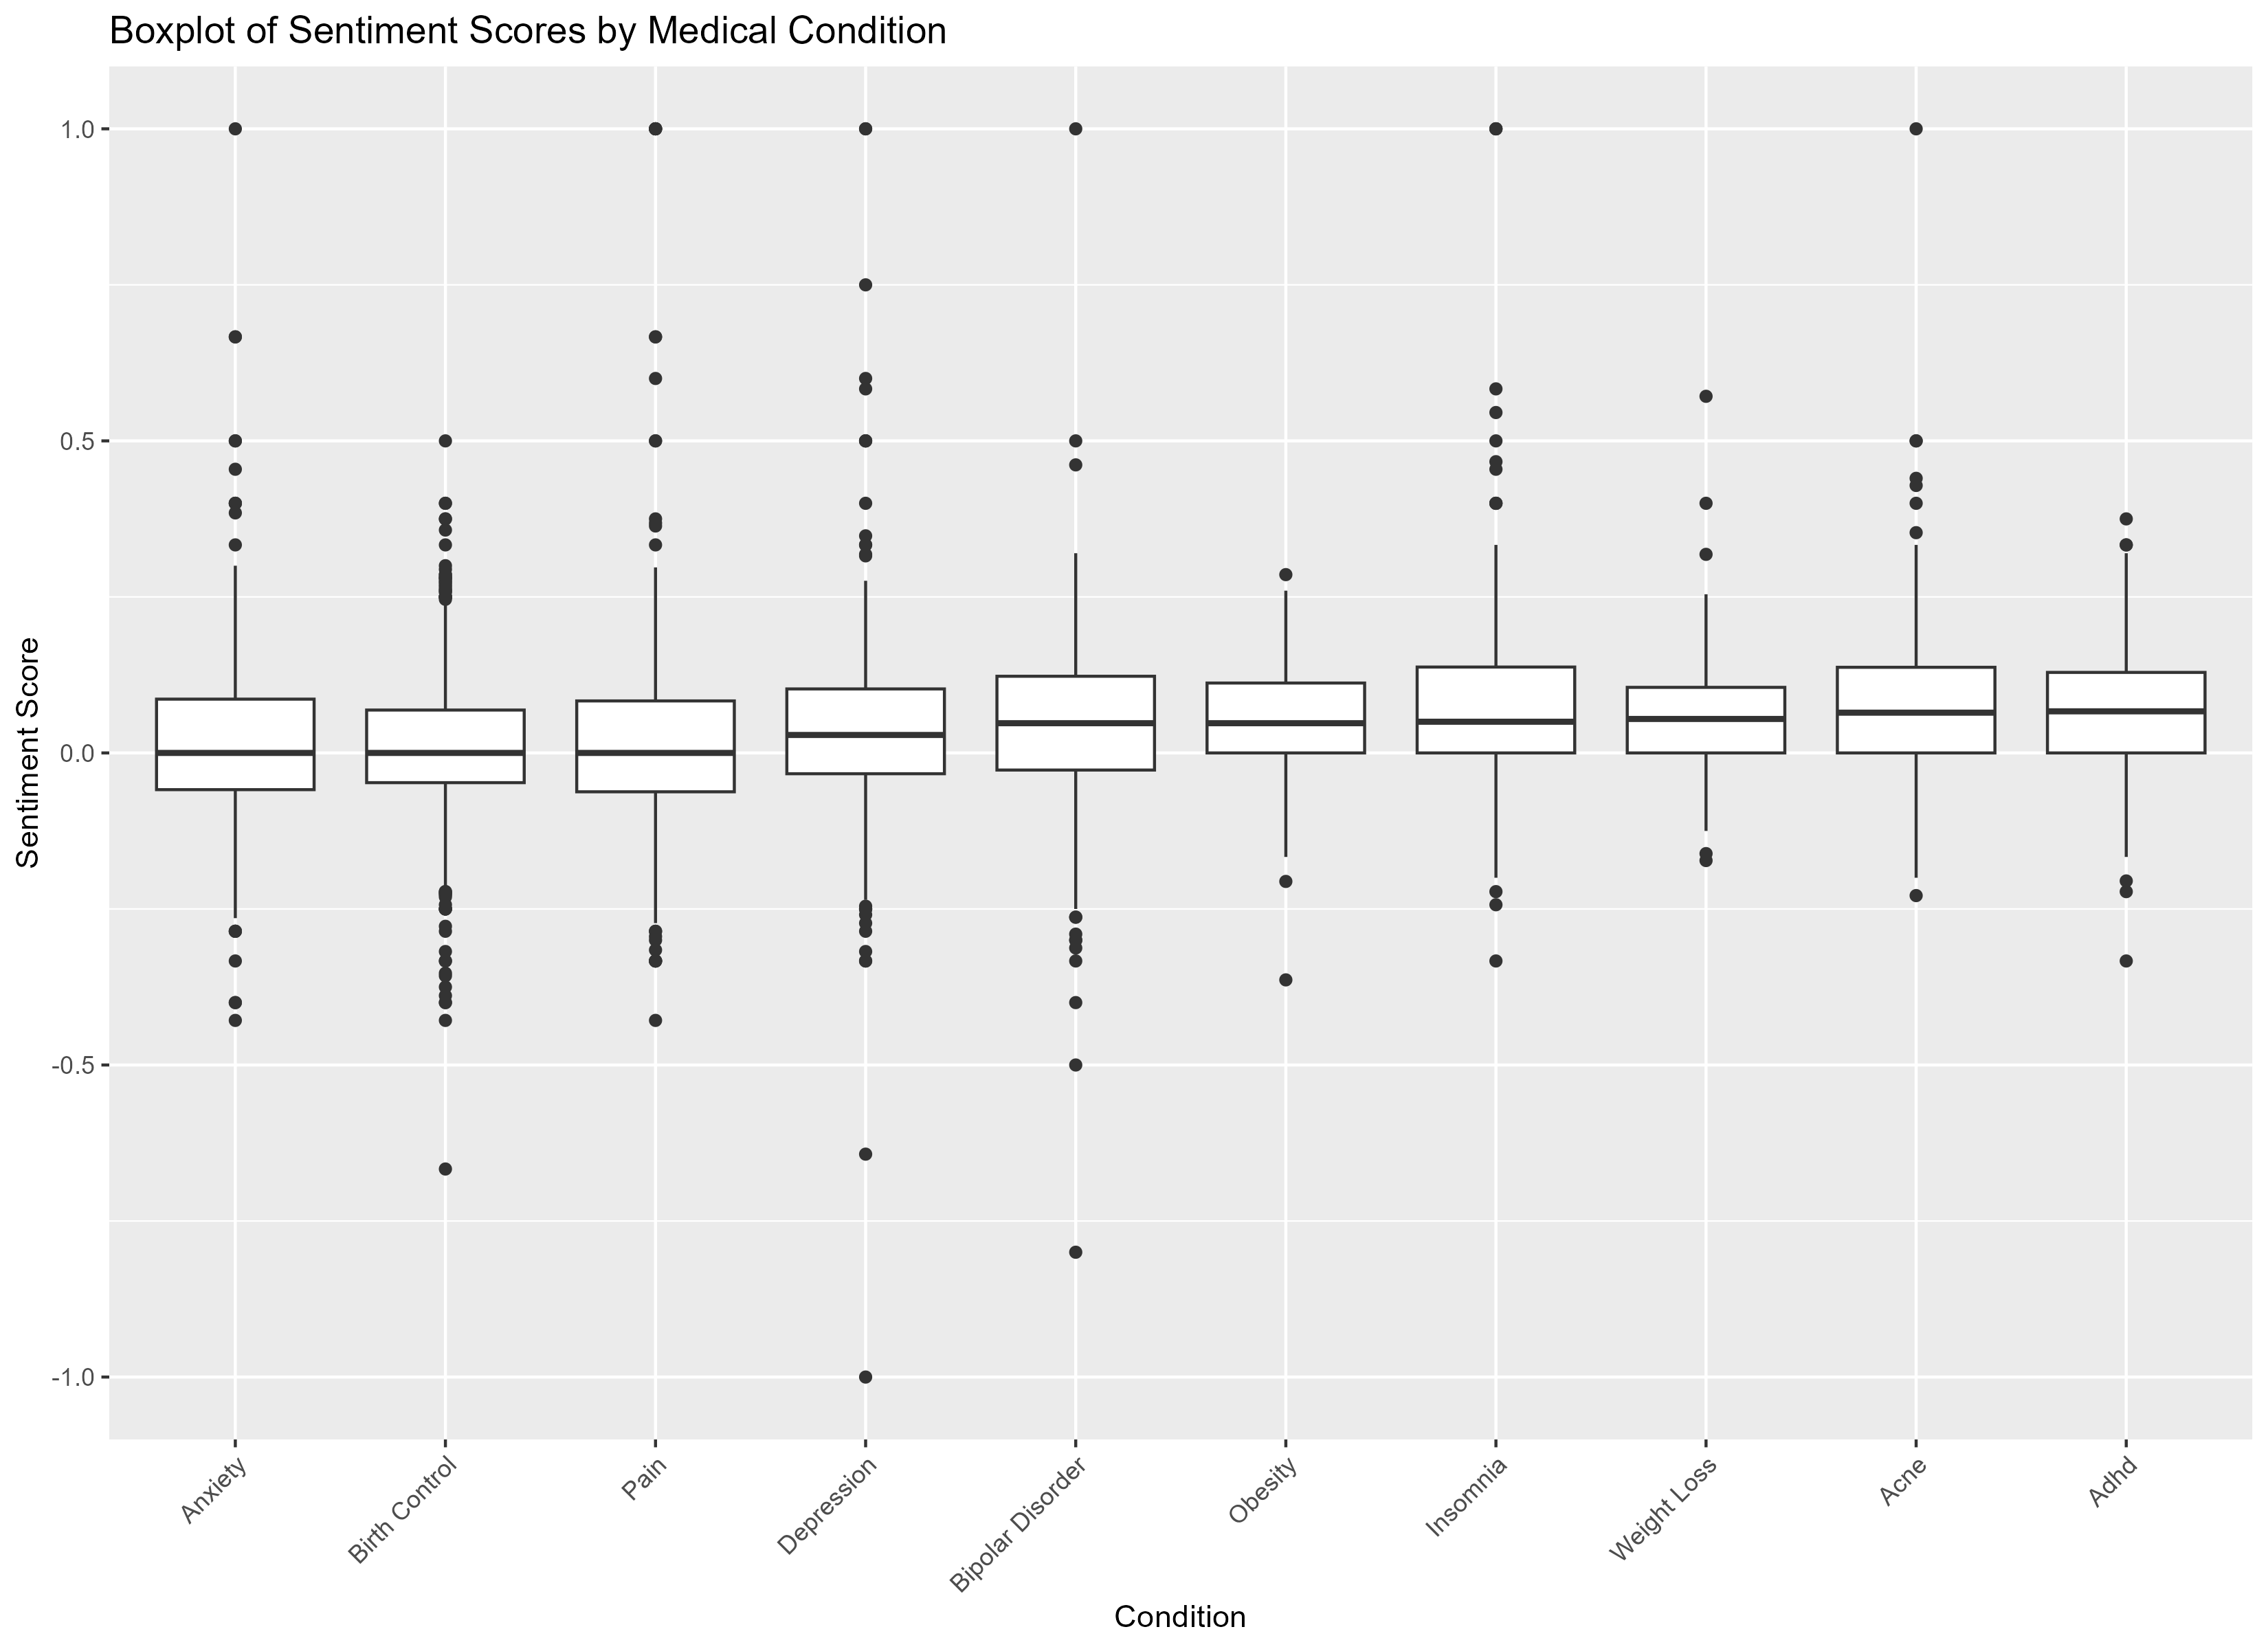 Boxplot of Sentiment Scores by Medical Condition
Sentiment Score
1.0
0.5
0.0
-0.5
-1.0
Anxiety
Birth Control
Pain
Depression
Bipolar Disorder
Obesity
Insomnia
Weight Loss
Acne
Adhd
Condition